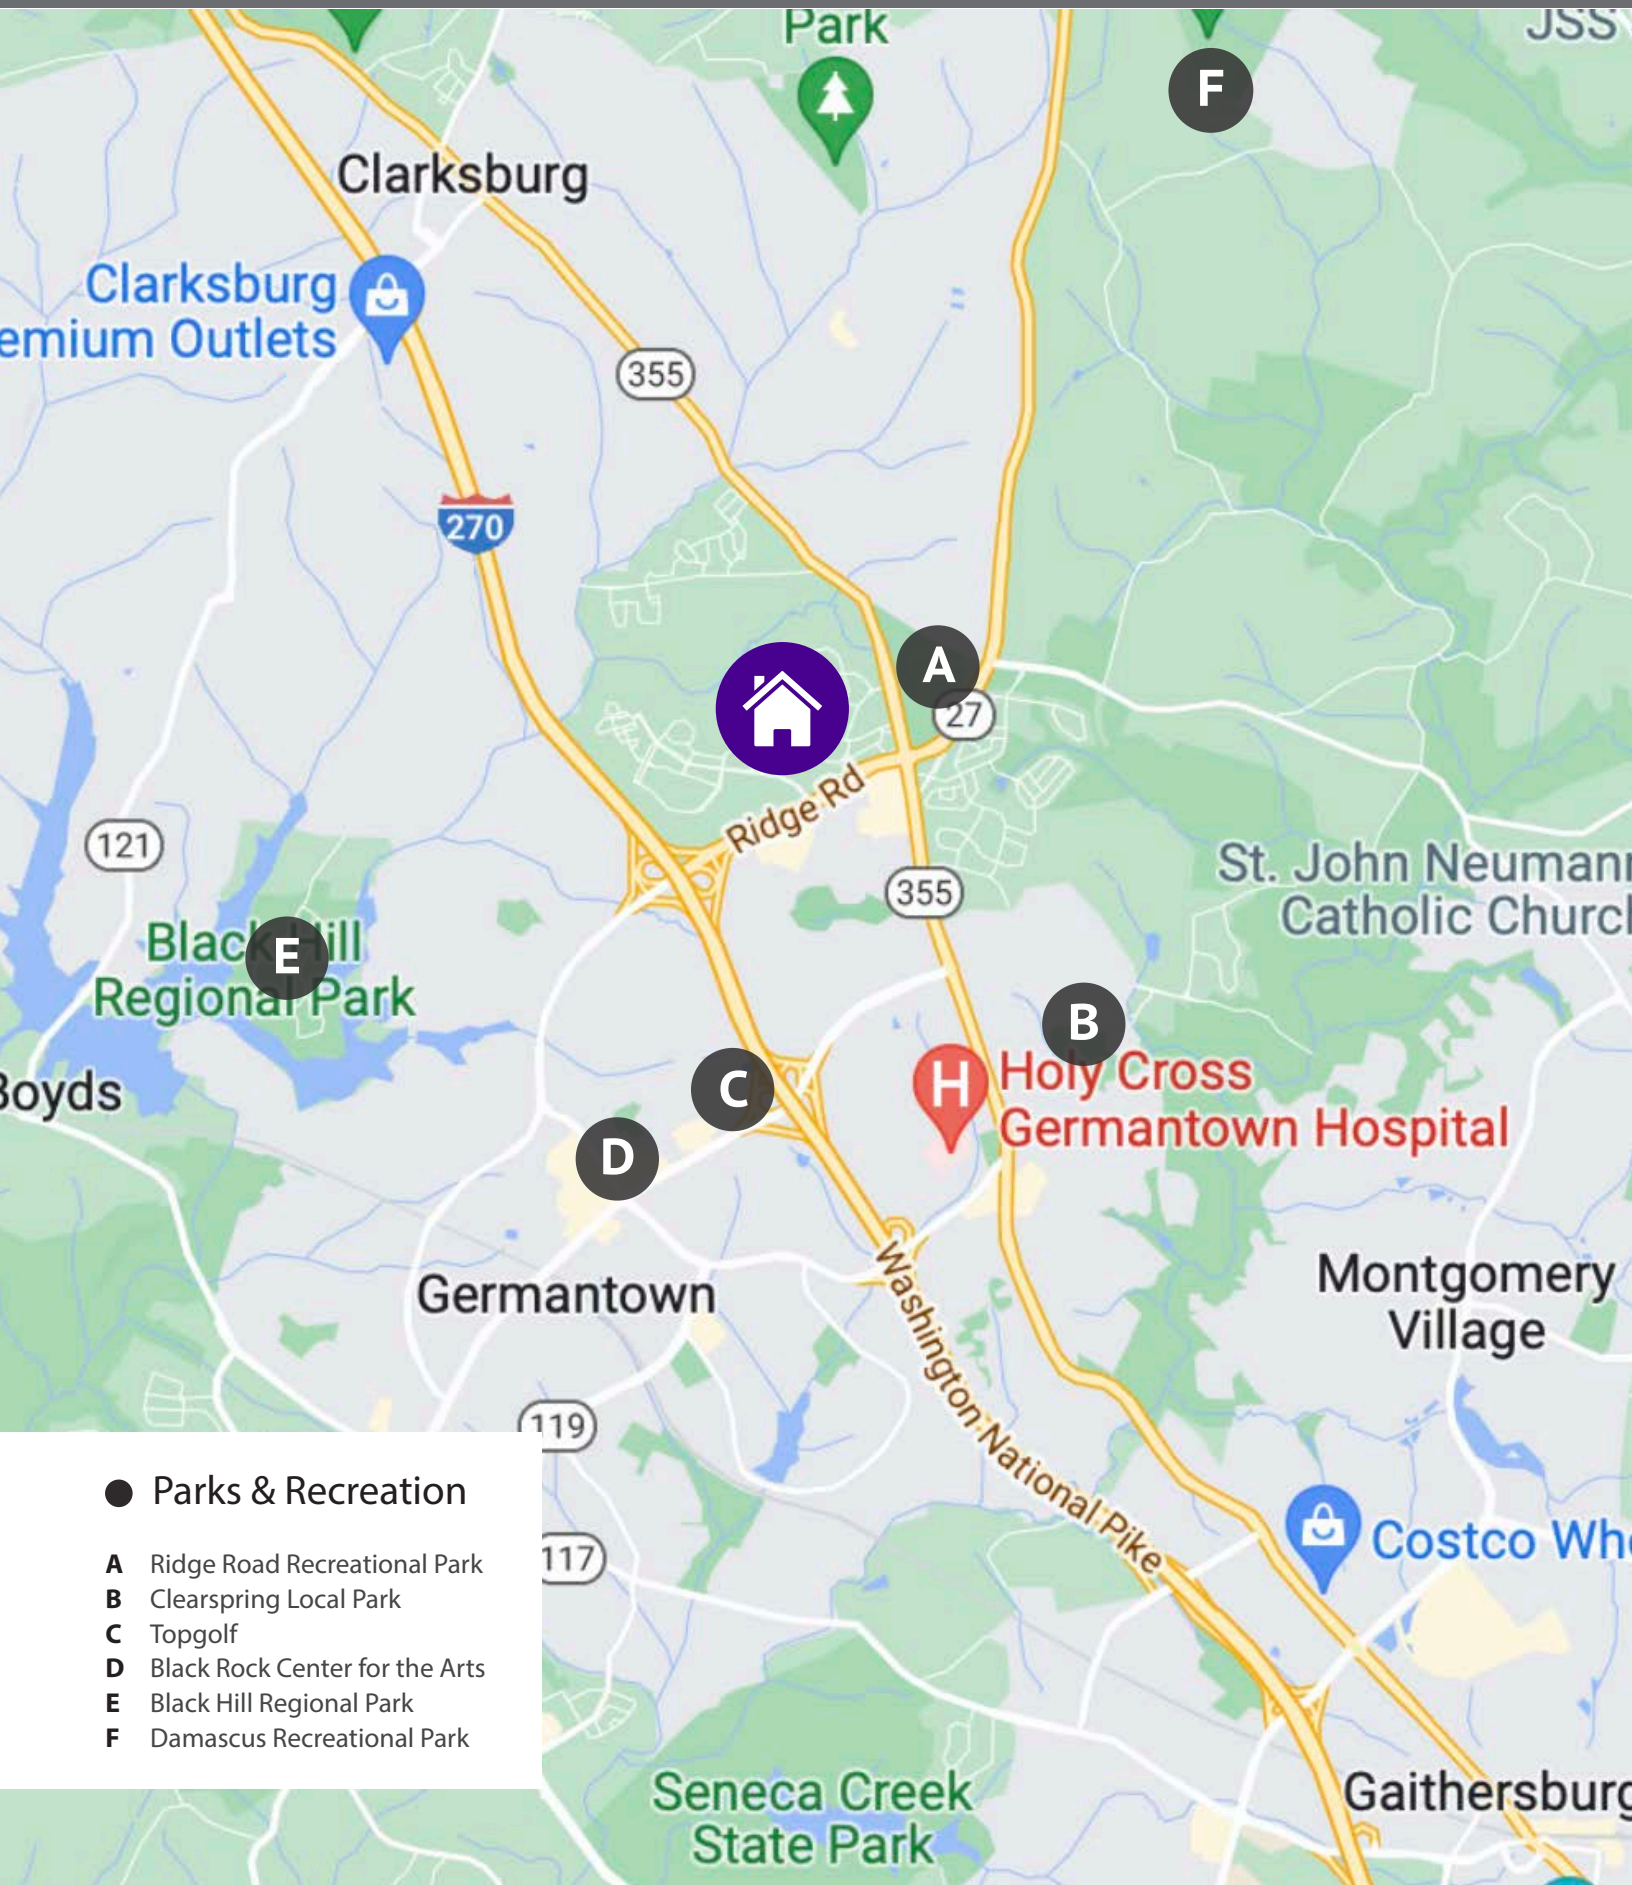 Park
JSS
F
Clarksburg
Clarksburg
emium Outlets
355
270
A
27
Ridge Rd
121
355
St. John Neumann
Catholic Church
Black Hill
E
Regional Park
B
Boyds
C
H
Holy Cross
Germantown Hospital
D
Germantown
Montgomery
Village
Washington National Pike
119
117
Costco Who
Parks & Recreation
A Ridge Road Recreational Park
B Clearspring Local Park
C Topgolf
D Black Rock Center for the Arts
E Black Hill Regional Park
F Damascus Recreational Park
Seneca Creek
State Park
Gaithersburg